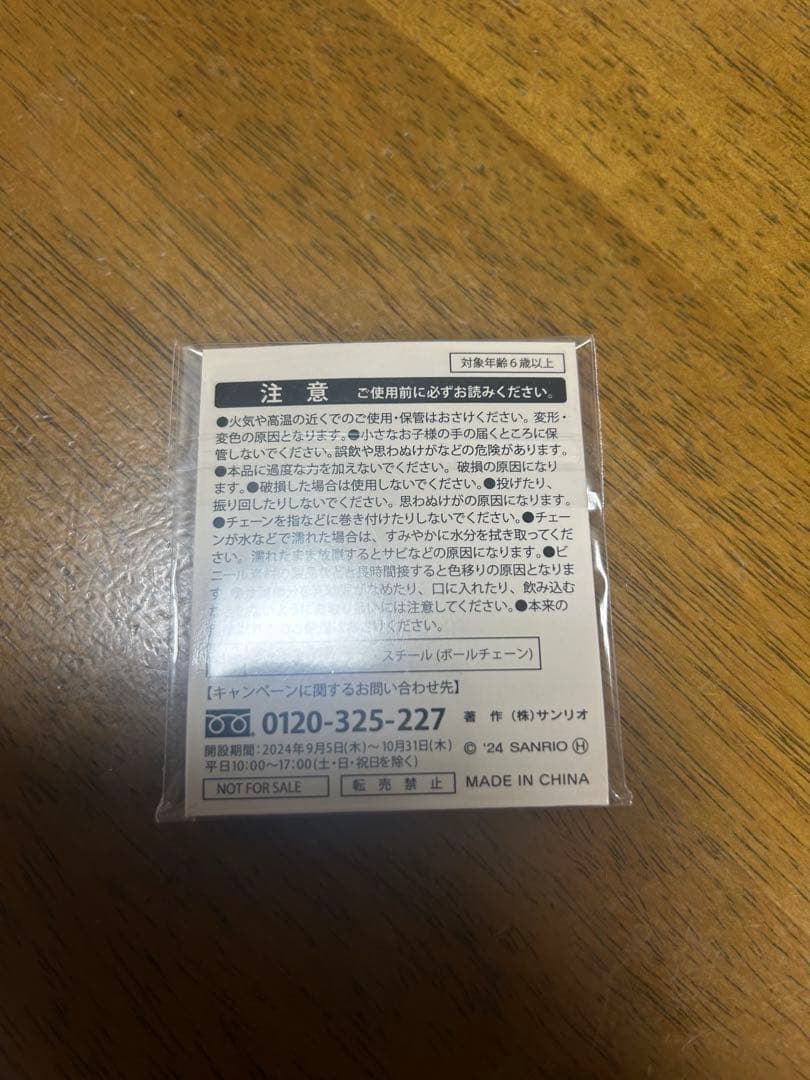 対象年齢6歳以上
注意 ご使用前に必ずお読みください。
●火気や高温の近くでのご使用・保管はおさけください。変形・
変色の原因となります。●小さなお子様の手の届くところに保
管しないでください。誤飲や思わぬけがなどの危険があります。
●本品に過度な力を加えないでください。破損の原因になり
ます。●破損した場合は使用しないでください。●投げたり、
振り回したりしないでください。思わぬけがの原因になります。
●チェーンを指などに巻き付けたりしないでください。●チェー
ンが水などで濡れた場合は、すみやかに水分を拭き取ってくだ
さい。濡れたまま放置するとサビなどの原因になります。●ビ
ニール 長時間接すると色移りの原因となりま
す。 なめたり、口に入れたり、飲み込む
には注意してください。●本来の
ください。
スチール(ボールチェーン)
【キャンペーンに関するお問い合わせ先】
0120-325-227 著作(株)サンリオ
開設期間:2024年9月5日(木)~10月31日(木) © '24 SANRIO Ⓗ
平日10:00~17:00(土・日・祝日を除く)
NOT FOR SALE 転売禁止 MADE IN CHINA